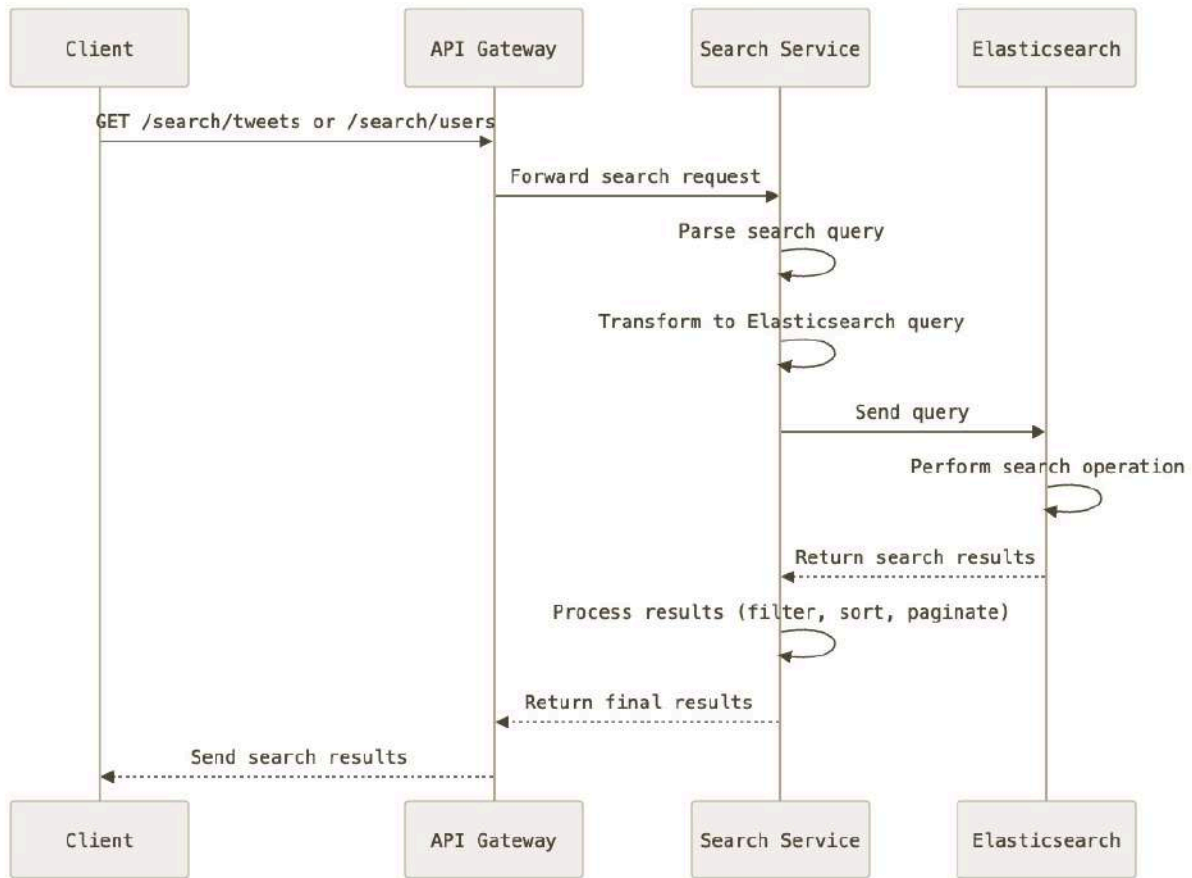 Client
API Gateway
Search Service
Elasticsearch
GET /search/tweets or /search/users
Forward search request
Parse search query
Transform to Elasticsearch query
Send query
Perform search operation
Return search results
Process results (filter, sort, paginate)
Return final results
Send search results
Client
API Gateway
Search Service
Elasticsearch